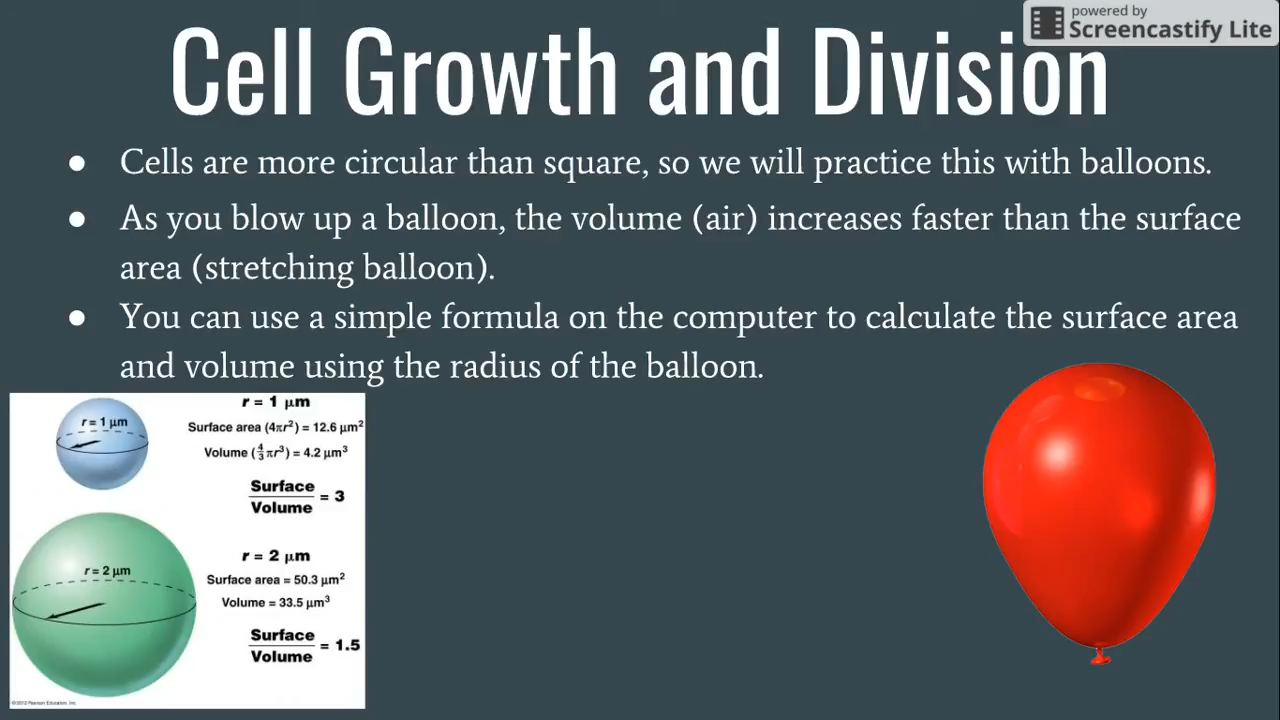 powered by
Screencastify Lite
Cell Growth and Division
● Cells are more circular than square, so we will practice this with balloons.
● As you blow up a balloon, the volume (air) increases faster than the surface
area (stretching balloon).
● You can use a simple formula on the computer to calculate the surface area
and volume using the radius of the balloon.
r = 1 μm
r = 1 μm
Surface area (4πr²) = 12.6 μm²
Volume (4/3 πr³) = 4.2 μm³
Surface/Volume = 3
r = 2 μm
r = 2 μm
Surface area = 50.3 μm²
Volume = 33.5 μm³
Surface/Volume = 1.5
©2012 Pearson Education, Inc.